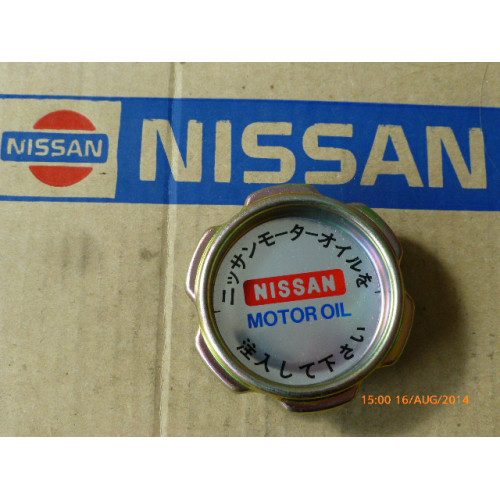 NISSAN
NISSAN
ニッサンモーターオイルを
NISSAN
MOTOR OIL
注入して下さい
15:00 16/AUG/2014